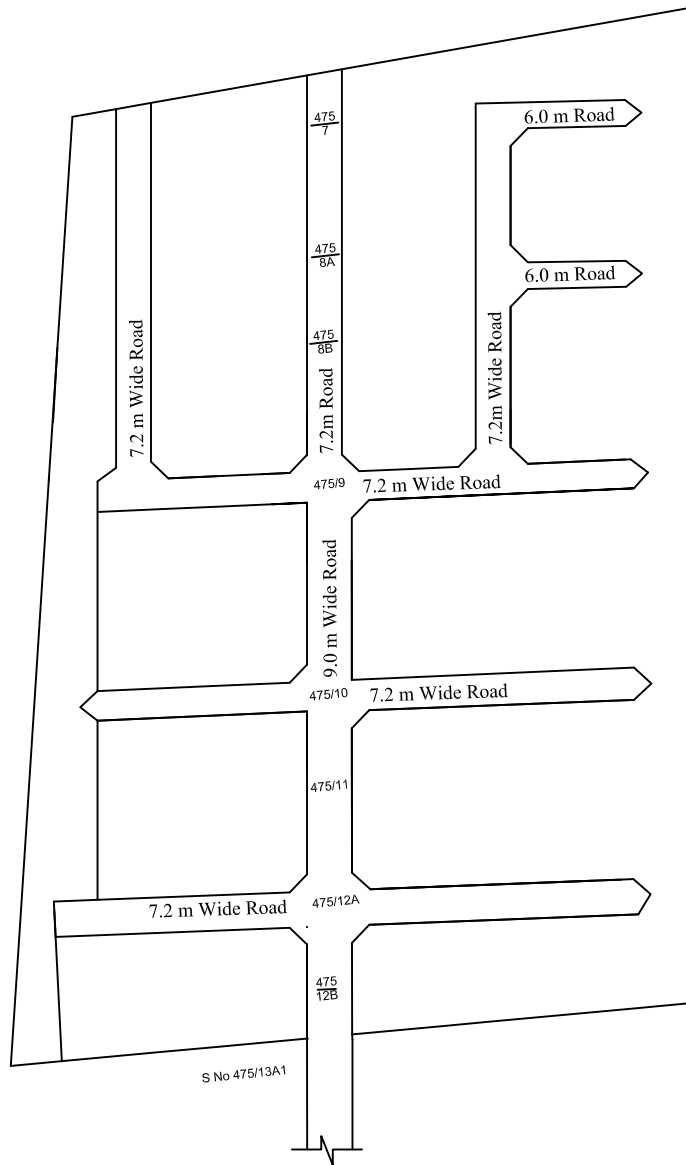 475
7
6.0 m Road
475
8A
6.0 m Road
475
8B
7.2 m Wide Road
7.2m Road
7.2m Wide Road
475/9
7.2 m Wide Road
9.0 m Wide Road
475/10
7.2 m Wide Road
475/11
7.2 m Wide Road
475/12A
475
12B
S No 475/13A1